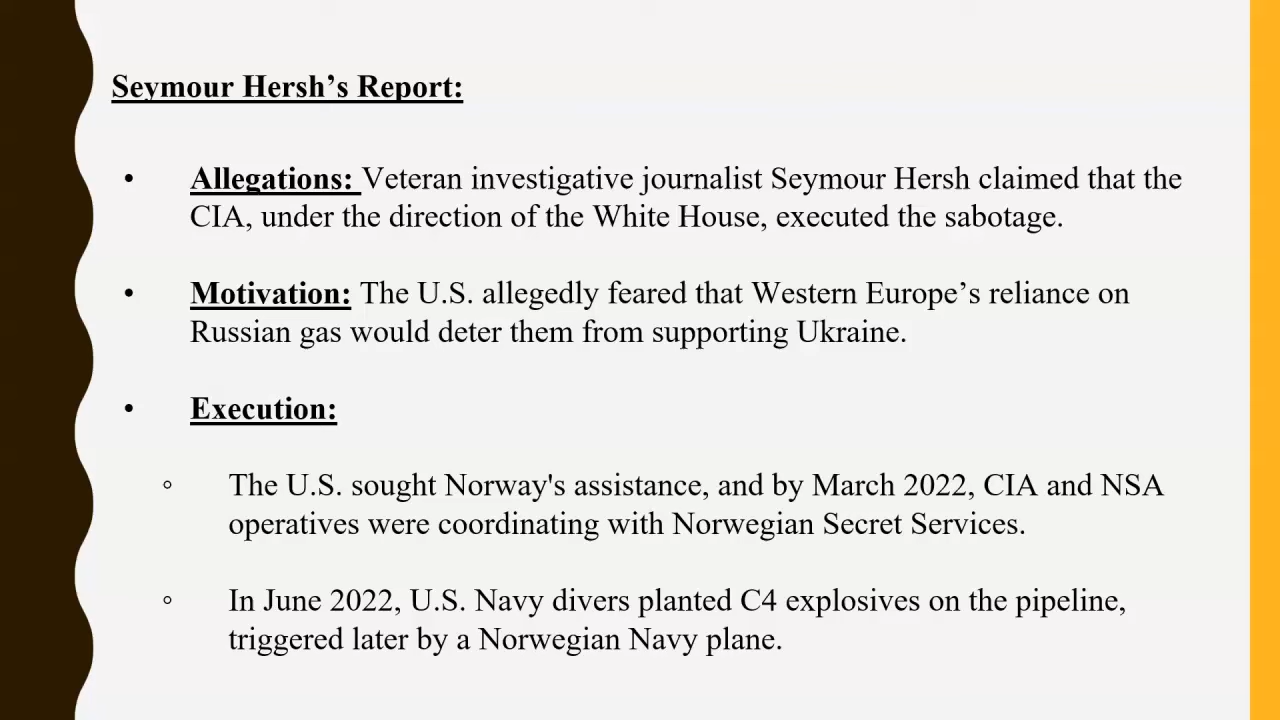 Seymour Hersh’s Report:
• Allegations: Veteran investigative journalist Seymour Hersh claimed that the
CIA, under the direction of the White House, executed the sabotage.
• Motivation: The U.S. allegedly feared that Western Europe’s reliance on
Russian gas would deter them from supporting Ukraine.
• Execution:
◦ The U.S. sought Norway's assistance, and by March 2022, CIA and NSA
operatives were coordinating with Norwegian Secret Services.
◦ In June 2022, U.S. Navy divers planted C4 explosives on the pipeline,
triggered later by a Norwegian Navy plane.